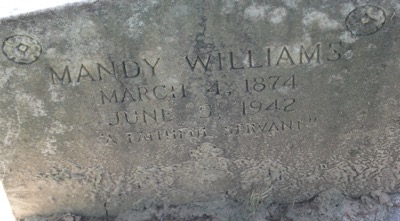 MANDY WILLIAMS
MARCH 4, 1874
JUNE 3, 1942
"A FAITHFUL SERVANT"